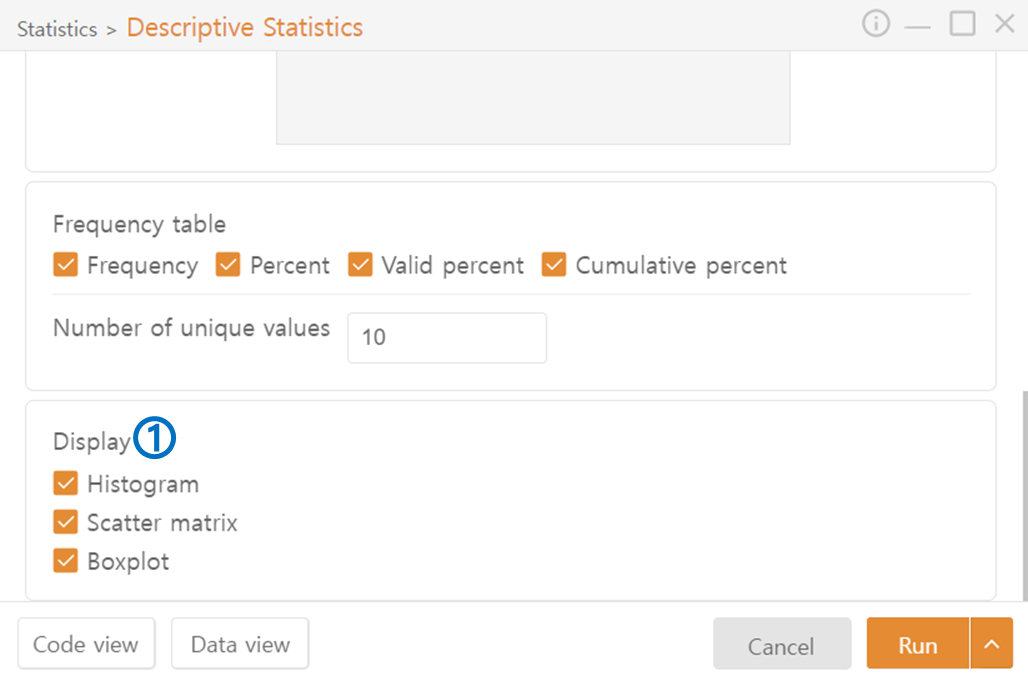 Statistics > Descriptive Statistics
Frequency table
Frequency Percent Valid percent Cumulative percent
Number of unique values 10
Display ①
Histogram
Scatter matrix
Boxplot
Code view Data view Cancel Run